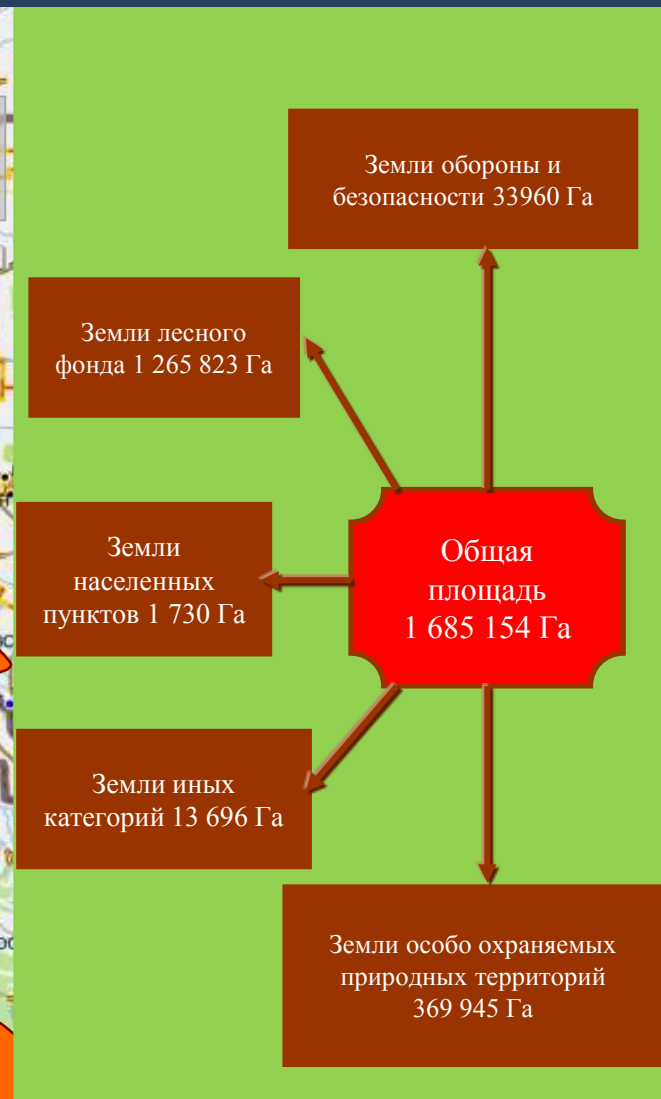 Земли обороны и
безопасности 33960 Га
Земли лесного
фонда 1 265 823 Га
Земли
населенных
пунктов 1 730 Га
Общая
площадь
1 685 154 Га
Земли иных
категорий 13 696 Га
Земли особо охраняемых
природных территорий
369 945 Га